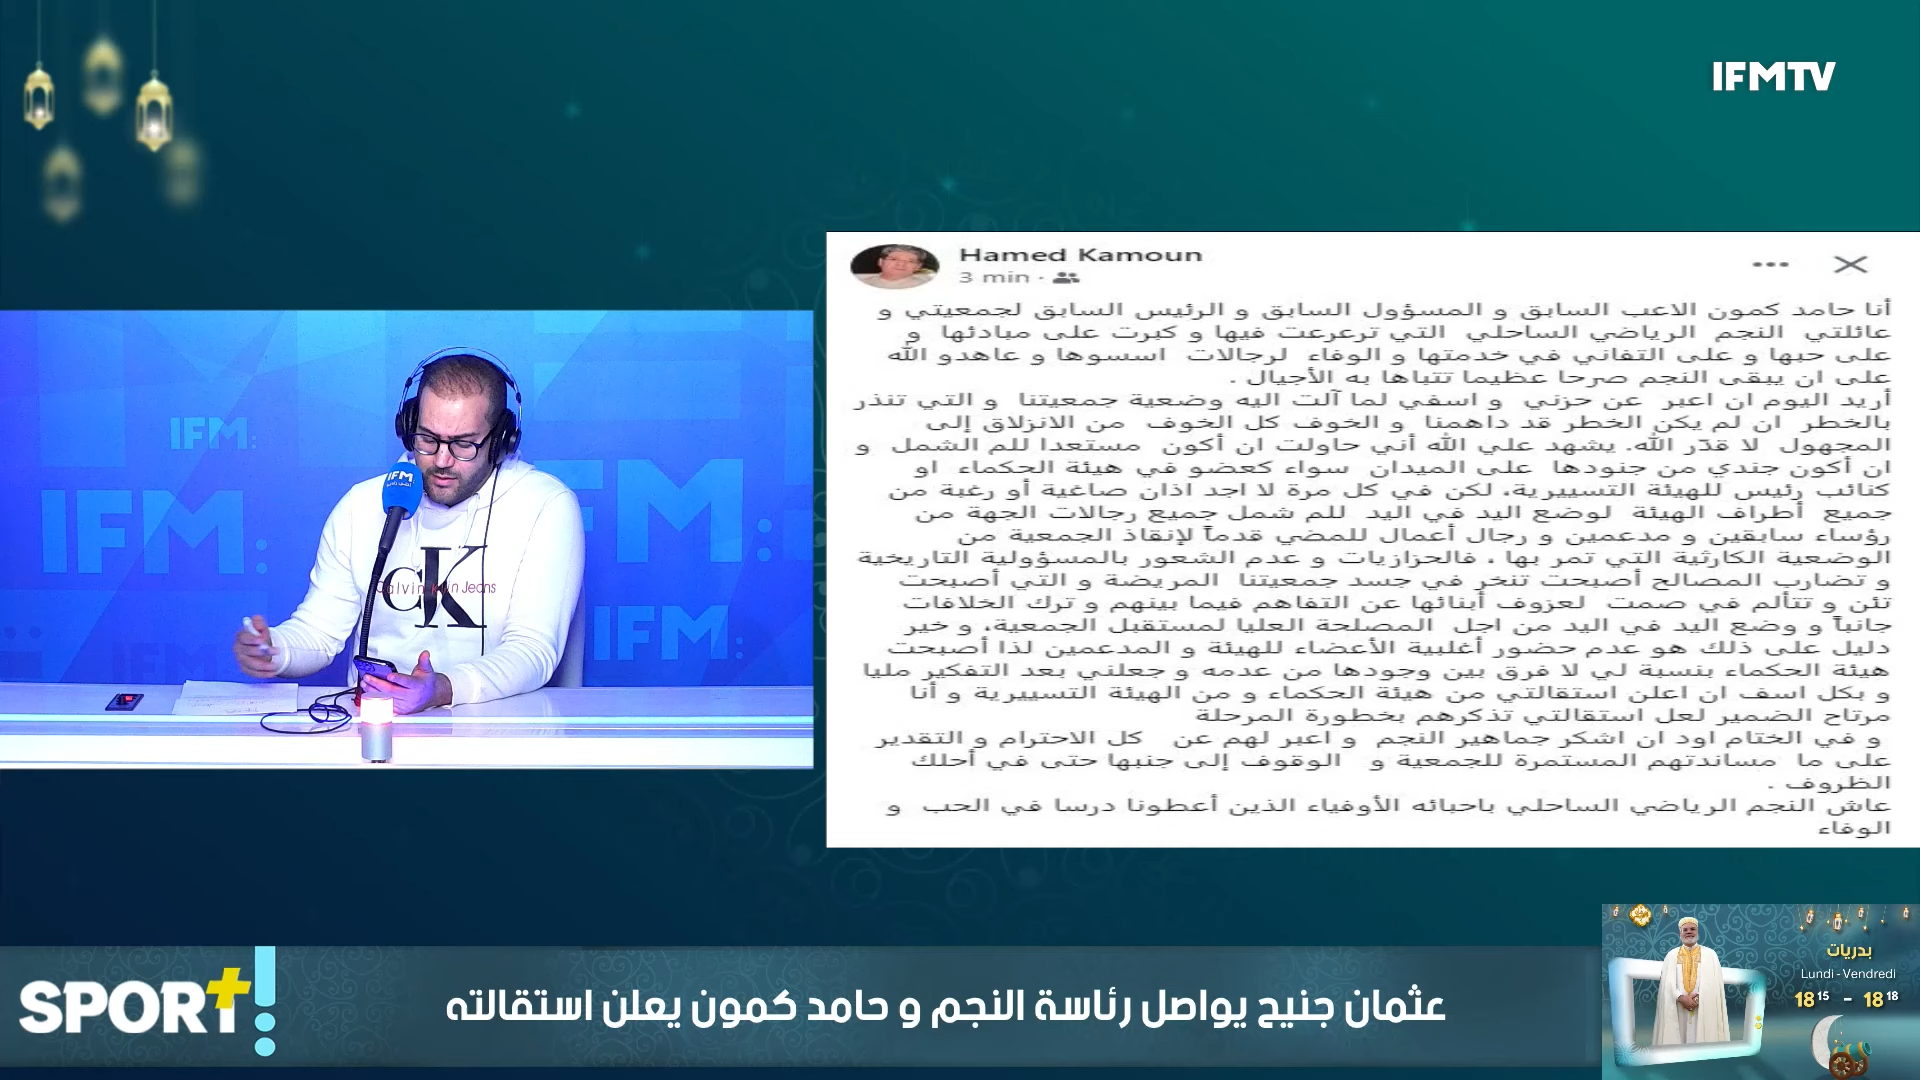 IFMTV
Hamed Kamoun
3 min ·
أنا حامد كمون الاعب السابق و المسؤول السابق و الرئيس السابق لجمعيتي و
عائلتي النجم الرياضي الساحلي التي ترعرعت فيها و كبرت على مبادئها و
على حبها و على التفاني في خدمتها و الوفاء لرجالات اسسوها و عاهدو الله
على ان يبقى النجم صرحا عظيما تتباها به الأجيال .
أريد اليوم ان اعبر عن حزني و اسفي لما آلت اليه وضعية جمعيتنا و التي تنذر
بالخطر ان لم يكن الخطر قد داهمنا و الخوف كل الخوف من الانزلاق إلى
المجهول لا قدّر الله. يشهد علي الله أني حاولت ان أكون مستعدا للم الشمل و
ان أكون جندي من جنودها على الميدان سواء كعضو في هيئة الحكماء او
كنائب رئيس للهيئة التسييرية، لكن في كل مرة لا اجد اذان صاغية أو رغبة من
جميع أطراف الهيئة لوضع اليد في اليد للم شمل جميع رجالات الجهة من
رؤساء سابقين و مدعمين و رجال أعمال للمضي قدماً لإنقاذ الجمعية من
الوضعية الكارثية التي تمر بها ، فالحزازيات و عدم الشعور بالمسؤولية التاريخية
و تضارب المصالح أصبحت تنخر في جسد جمعيتنا المريضة و التي أصبحت
تئن و تتألم في صمت لعزوف أبنائها عن التفاهم فيما بينهم و ترك الخلافات
جانباً و وضع اليد في اليد من اجل المصلحة العليا لمستقبل الجمعية، و خير
دليل على ذلك هو عدم حضور أغلبية الأعضاء للهيئة و المدعمين لذا أصبحت
هيئة الحكماء بنسبة لي لا فرق بين وجودها من عدمه و جعلني بعد التفكير مليا
و بكل اسف ان اعلن استقالتي من هيئة الحكماء و من الهيئة التسييرية و أنا
مرتاح الضمير لعل استقالتي تذكرهم بخطورة المرحلة
و في الختام اود ان اشكر جماهير النجم و اعبر لهم عن كل الاحترام و التقدير
على ما مساندتهم المستمرة للجمعية و الوقوف إلى جنبها حتى في أحلك
الظروف .
عاش النجم الرياضي الساحلي باحبائه الأوفياء الذين أعطونا درسا في الحب و
الوفاء
IFM:
IFM:
IFM:
IFM:
IFM
CK
Calvin Klein Jeans
SPORT!
عثمان جنيح يواصل رئاسة النجم و حامد كمون يعلن استقالته
بدريات
Lundi - Vendredi
18 15 - 18 18